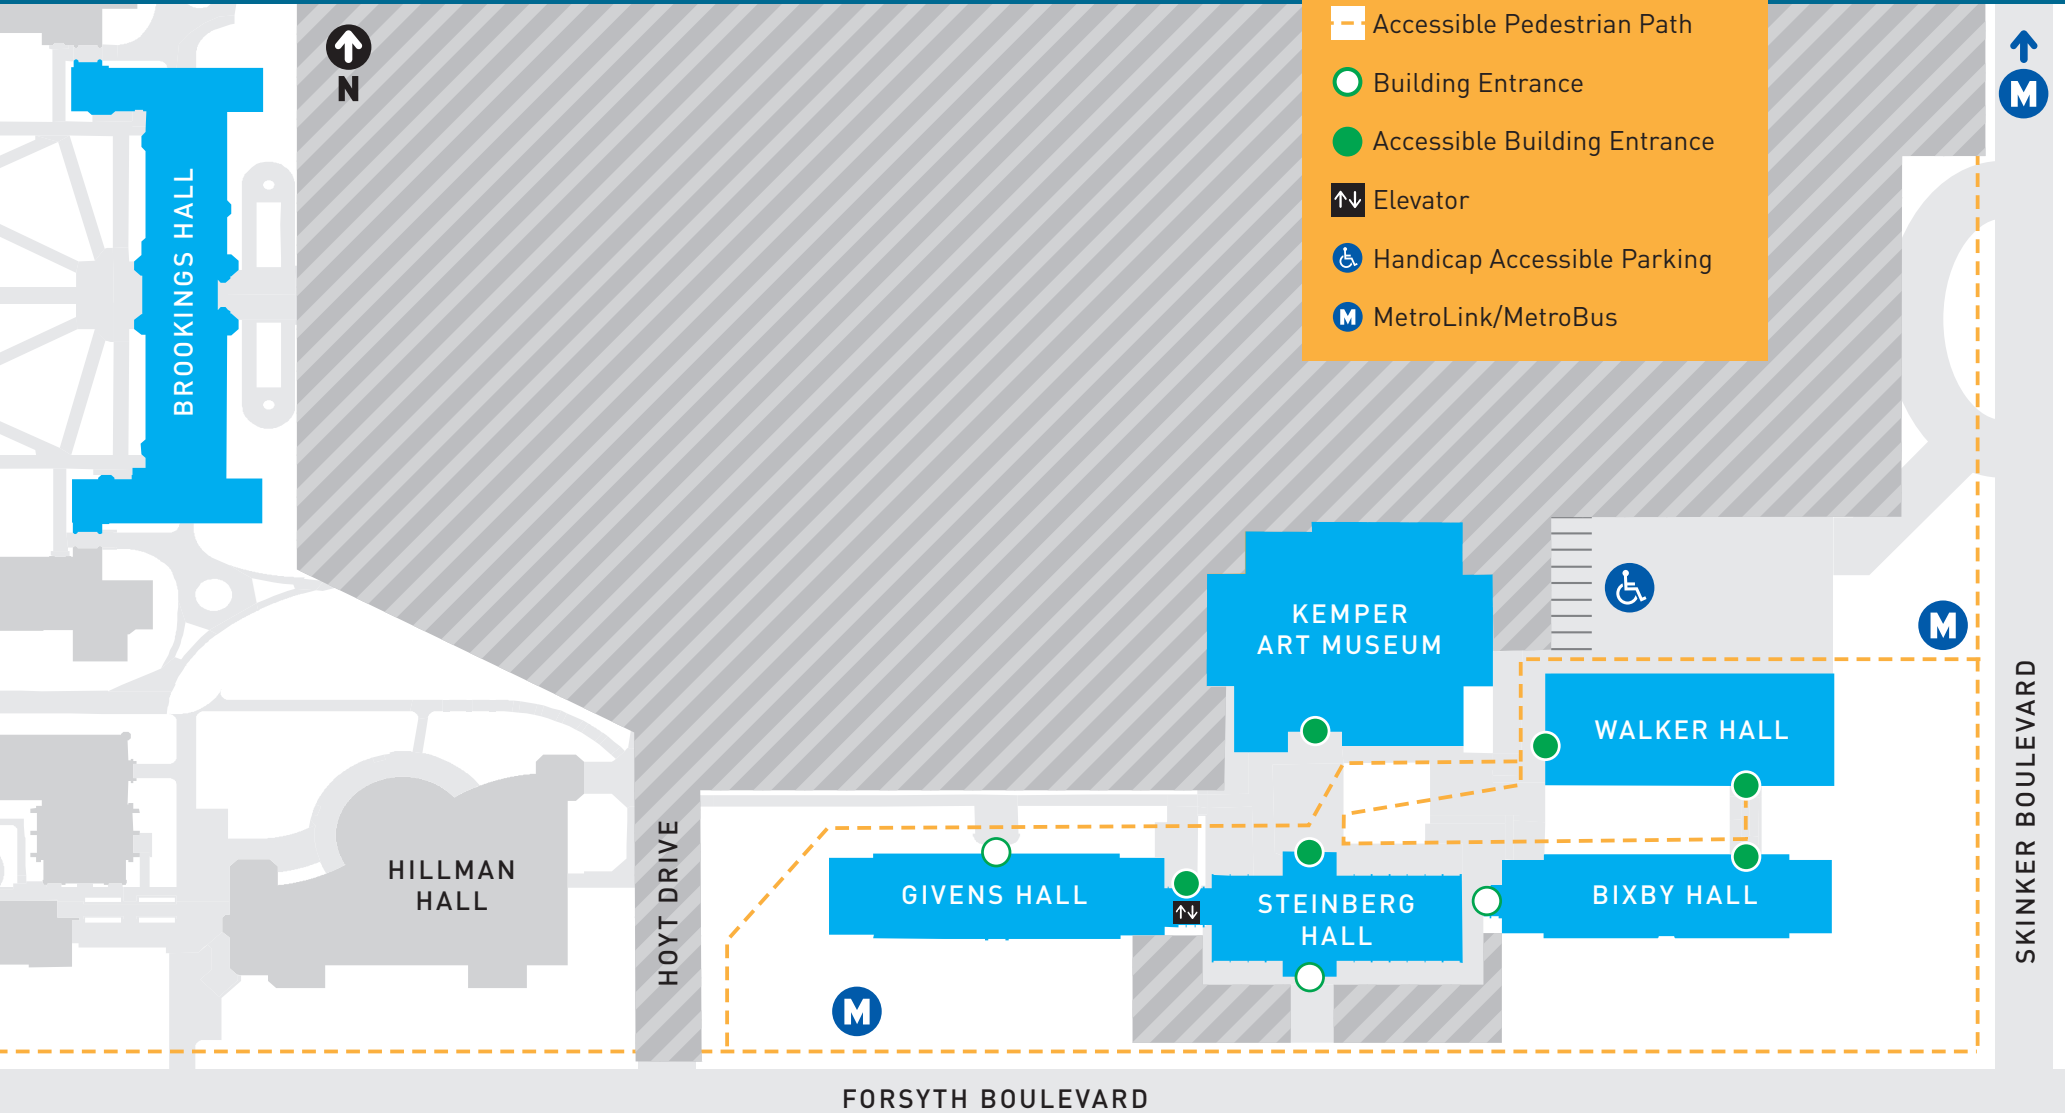 Accessible Pedestrian Path
N
Building Entrance
M
Accessible Building Entrance
Elevator
Handicap Accessible Parking
M MetroLink/MetroBus
BROOKINGS HALL
KEMPER
ART MUSEUM
M
WALKER HALL
HILLMAN
HALL
HOYT DRIVE
GIVENS HALL
STEINBERG
HALL
BIXBY HALL
SKINKER BOULEVARD
M
FORSYTH BOULEVARD